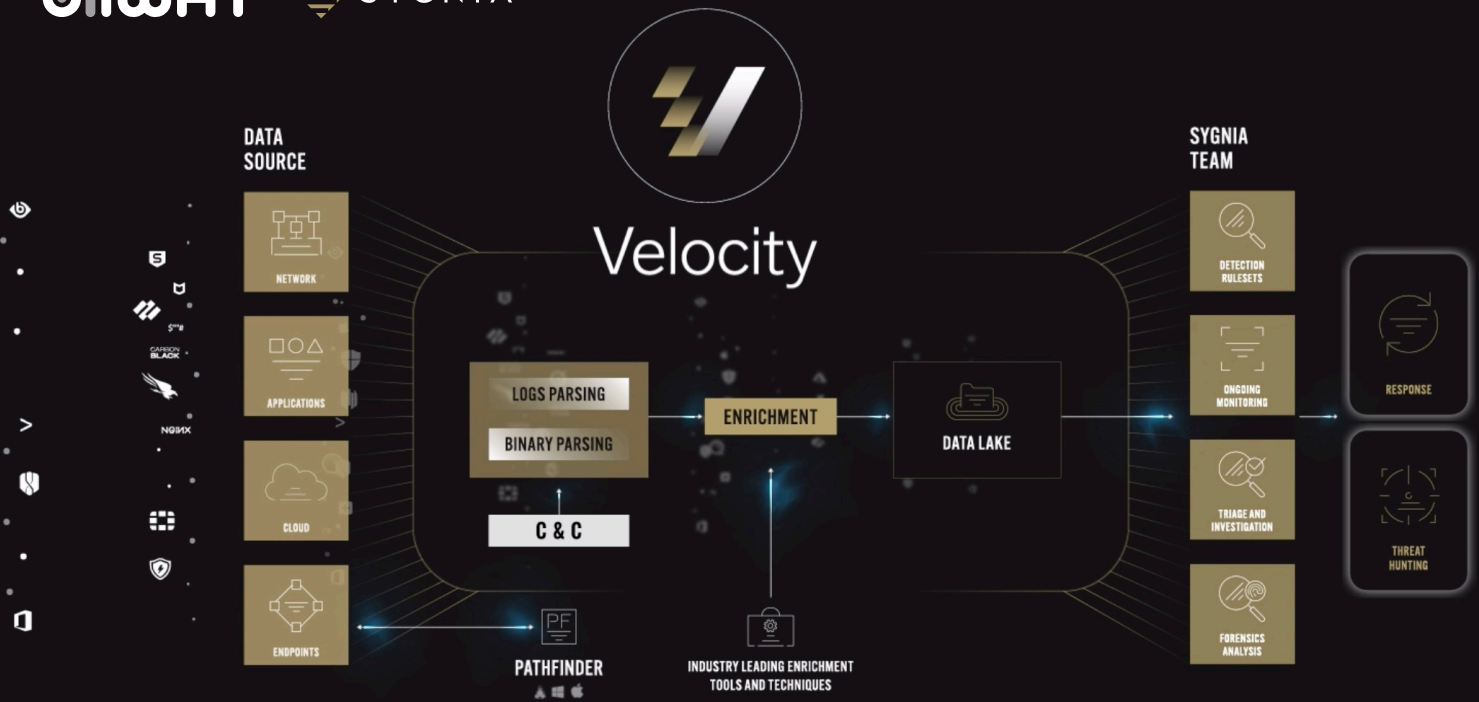 DATA
SOURCE
NETWORK
APPLICATIONS
CLOUD
ENDPOINTS
CARBON
BLACK
NGINX
Velocity
LOGS PARSING
BINARY PARSING
C & C
ENRICHMENT
DATA LAKE
PF
PATHFINDER
INDUSTRY LEADING ENRICHMENT
TOOLS AND TECHNIQUES
SYGNIA
TEAM
DETECTION
RULESETS
ONGOING
MONITORING
TRIAGE AND
INVESTIGATION
FORENSICS
ANALYSIS
RESPONSE
THREAT
HUNTING